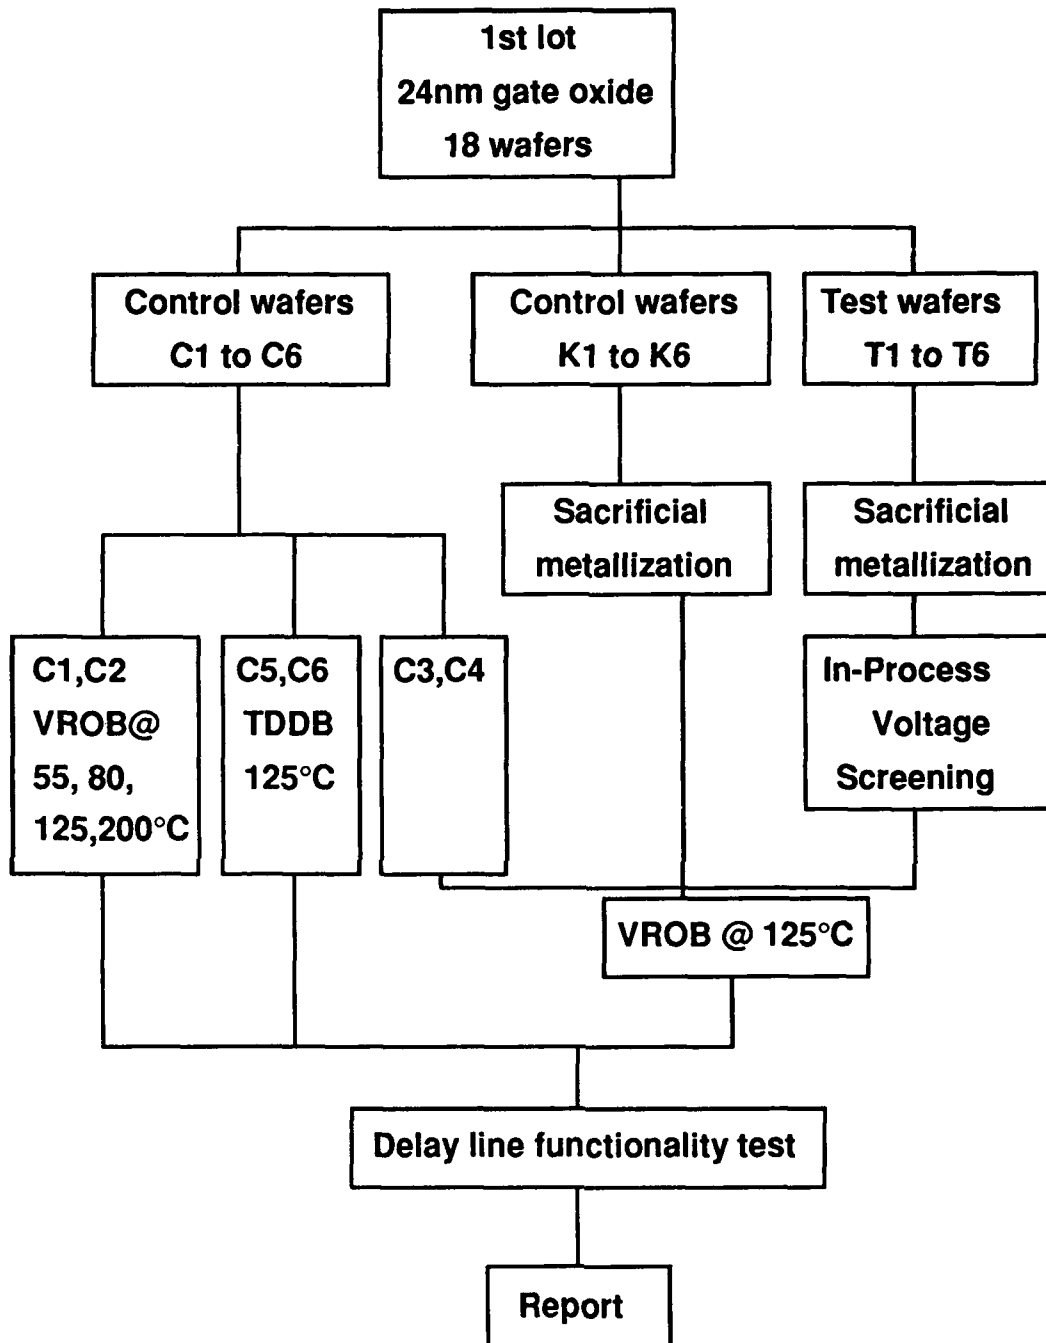 1st lot
24nm gate oxide
18 wafers
Control wafers
C1 to C6
Control wafers
K1 to K6
Test wafers
T1 to T6
Sacrificial
metallization
Sacrificial
metallization
C1,C2
VROB@
55, 80,
125,200°C
C5,C6
TDDB
125°C
C3,C4
In-Process
Voltage
Screening
VROB @ 125°C
Delay line functionality test
Report